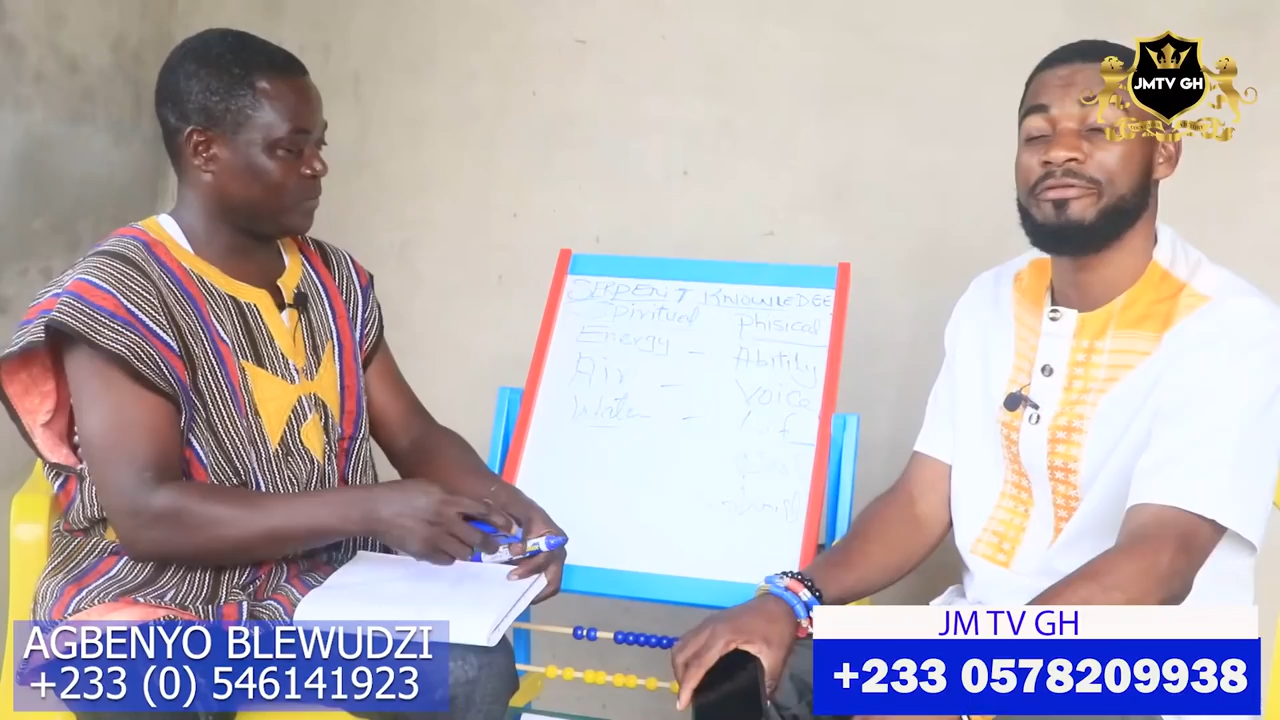 JMTV GH
SERPENT KNOWLEDGE
Spiritual Phisical
Energy - Ability
Air - Voice
Water -
AGBENYO BLEWUDZI
+233 (0) 546141923
JM TV GH
+233 0578209938